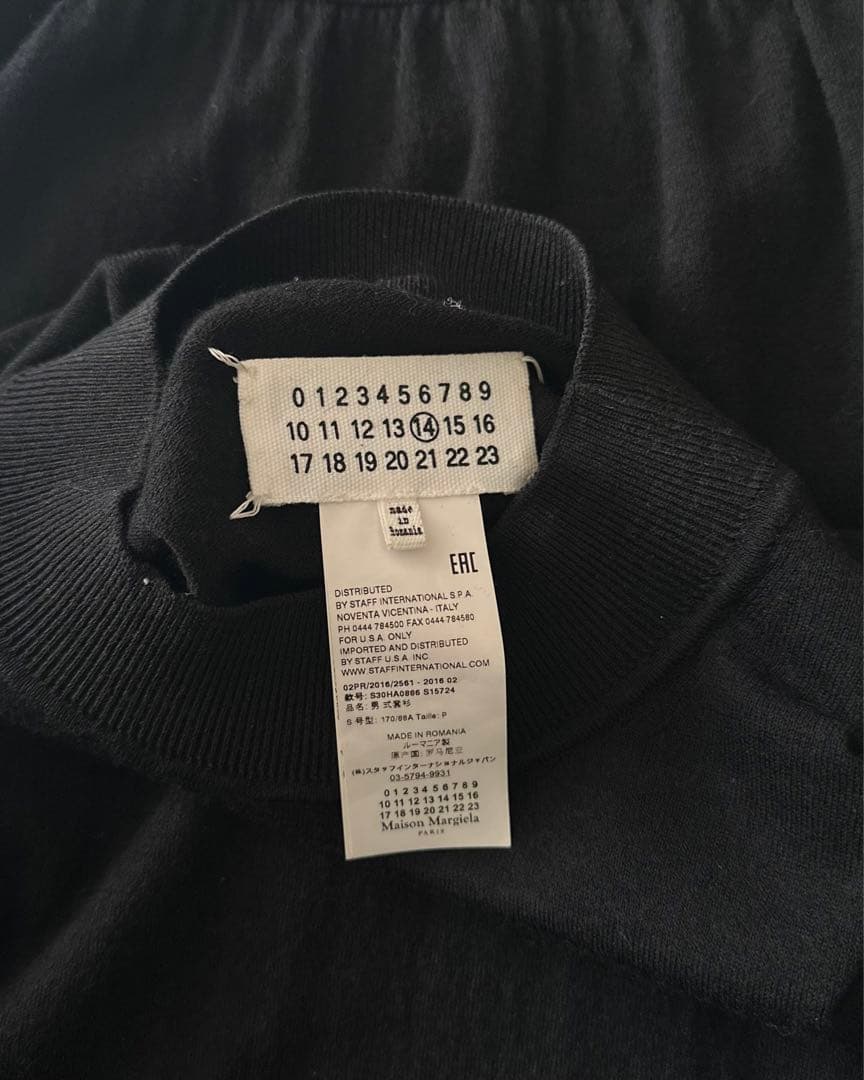 0 1 2 3 4 5 6 7 8 9
10 11 12 13 14 15 16
17 18 19 20 21 22 23
made
in
Romania
EAC
DISTRIBUTED
BY STAFF INTERNATIONAL S.P.A.
NOVENTA VICENTINA - ITALY
PH 0444 784500 FAX 0444 784580
FOR U.S.A. ONLY
IMPORTED AND DISTRIBUTED
BY STAFF U.S.A. INC
WWW.STAFFINTERNATIONAL.COM
02PR/2016/2561 - 2016 02
款号: S30HA0866 S15724
品名: 男式套衫
S 号型: 170/88A Taille: P
MADE IN ROMANIA
ルーマニア製
原产国: 罗马尼亚
(株)スタッフインターナショナルジャパン
03-5794-9931
0 1 2 3 4 5 6 7 8 9
10 11 12 13 14 15 16
17 18 19 20 21 22 23
Maison Margiela
PARIS